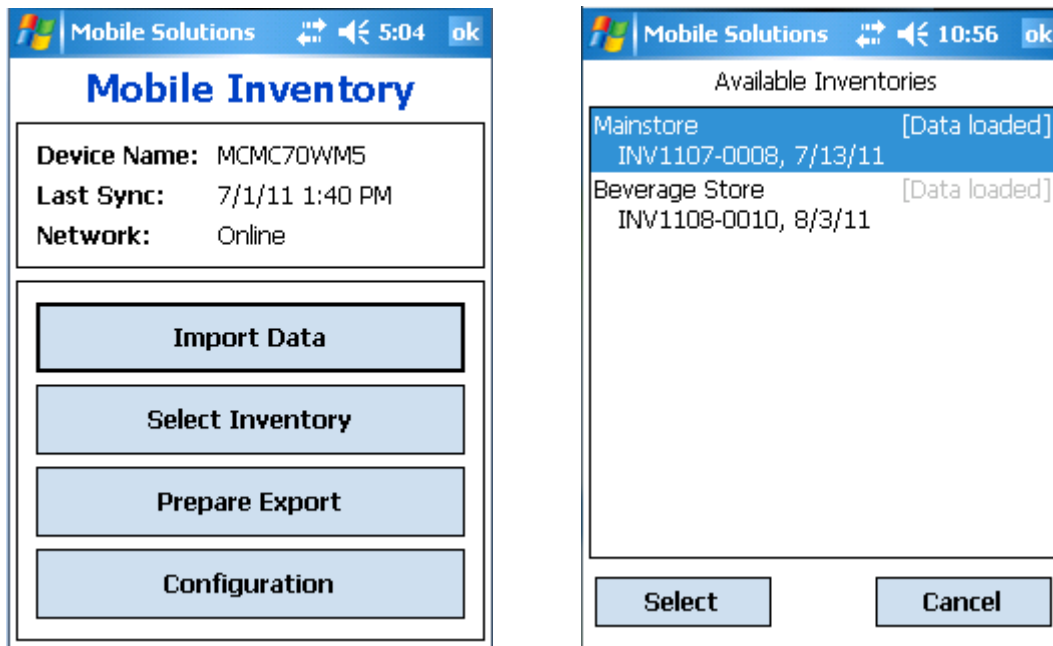 Mobile Solutions 5:04 ok
Mobile Inventory
Device Name: MCMC70WM5
Last Sync: 7/1/11 1:40 PM
Network: Online
Import Data
Select Inventory
Prepare Export
Configuration
Mobile Solutions 10:56 ok
Available Inventories
Mainstore [Data loaded]
INV1107-0008, 7/13/11
Beverage Store [Data loaded]
INV1108-0010, 8/3/11
Select Cancel